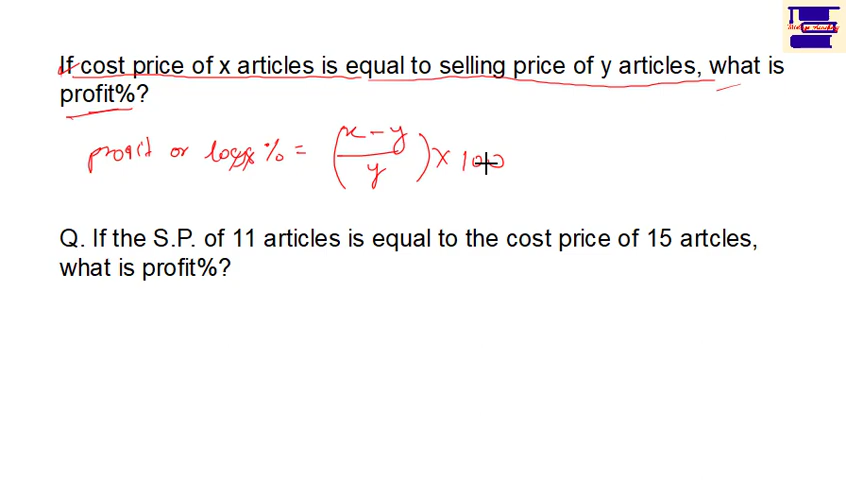 If cost price of x articles is equal to selling price of y articles, what is
profit%?
profit or loss % = (x - y / y) x 100
Q. If the S.P. of 11 articles is equal to the cost price of 15 artcles,
what is profit%?